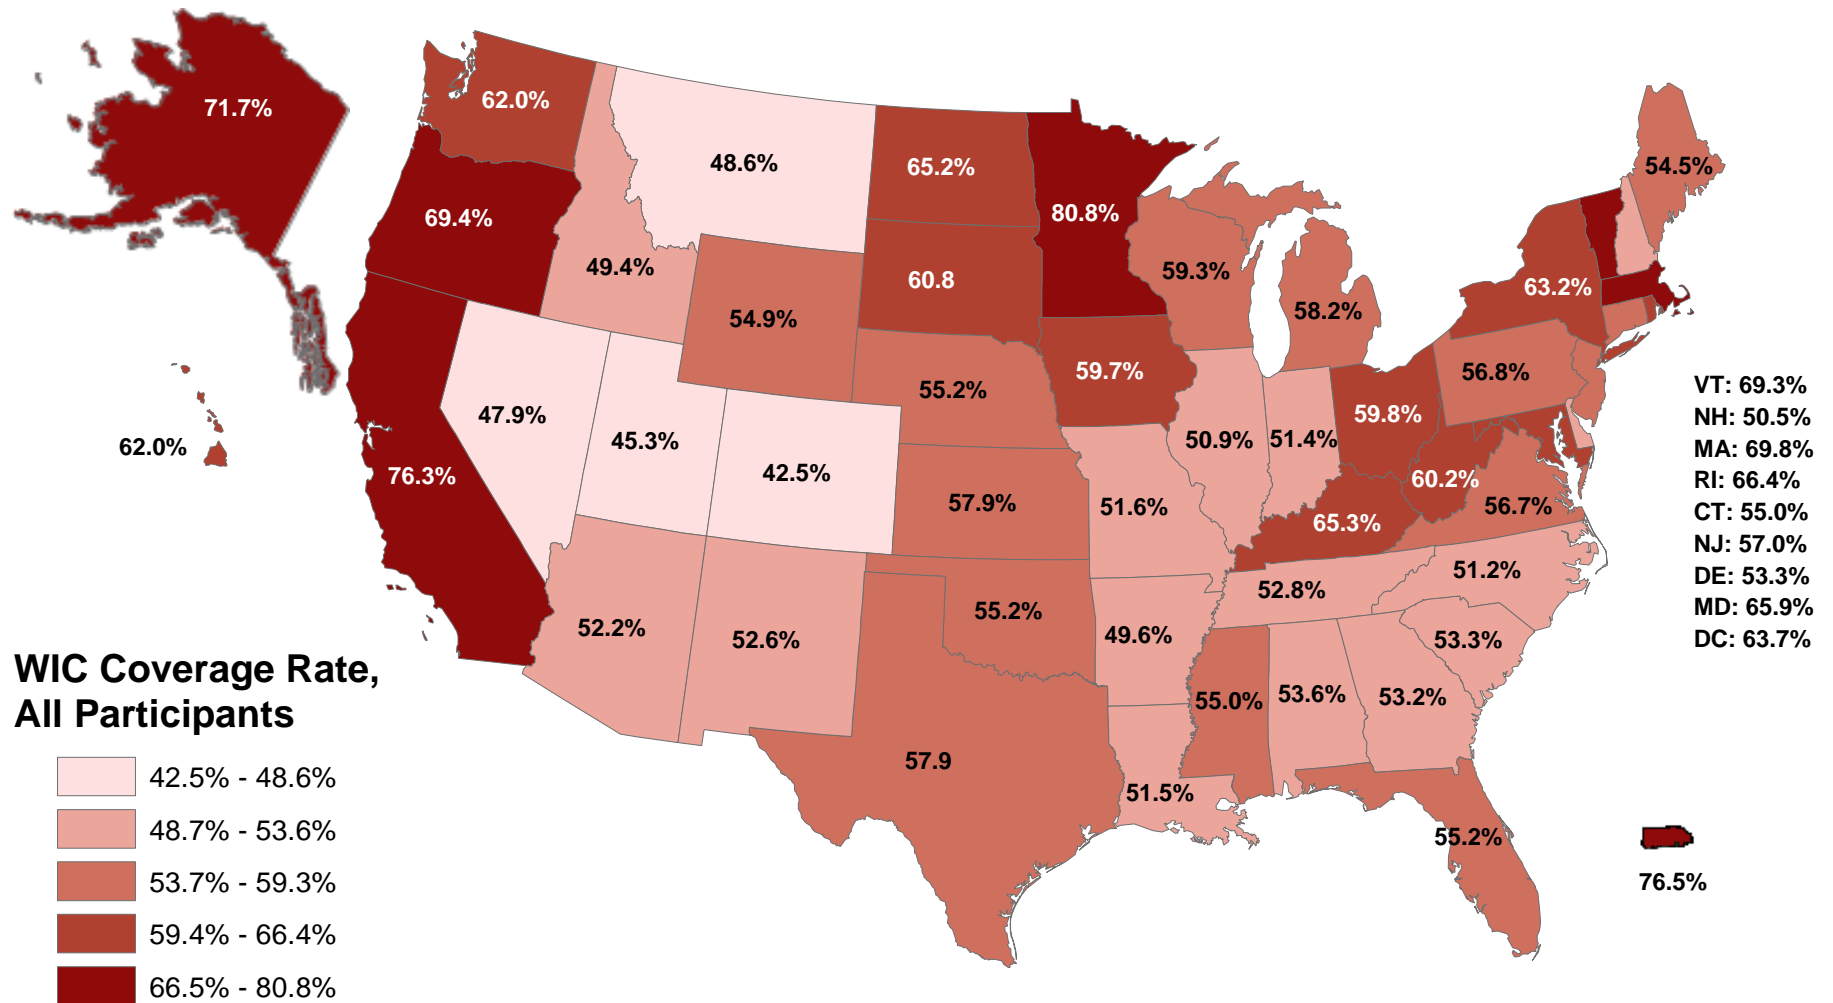 71.7%
62.0%
48.6%
65.2%
54.5%
69.4%
80.8%
49.4%
59.3%
60.8
63.2%
54.9%
58.2%
59.7%
56.8%
55.2%
VT: 69.3%
47.9%
59.8%
NH: 50.5%
45.3%
50.9%
51.4%
62.0%
MA: 69.8%
76.3%
42.5%
60.2%
RI: 66.4%
57.9%
51.6%
56.7%
CT: 55.0%
65.3%
NJ: 57.0%
51.2%
DE: 53.3%
52.8%
MD: 65.9%
55.2%
52.2%
52.6%
49.6%
53.3%
DC: 63.7%
WIC Coverage Rate,
All Participants
55.0%
53.6%
53.2%
57.9
51.5%
42.5% - 48.6%
48.7% - 53.6%
55.2%
53.7% - 59.3%
76.5%
59.4% - 66.4%
66.5% - 80.8%